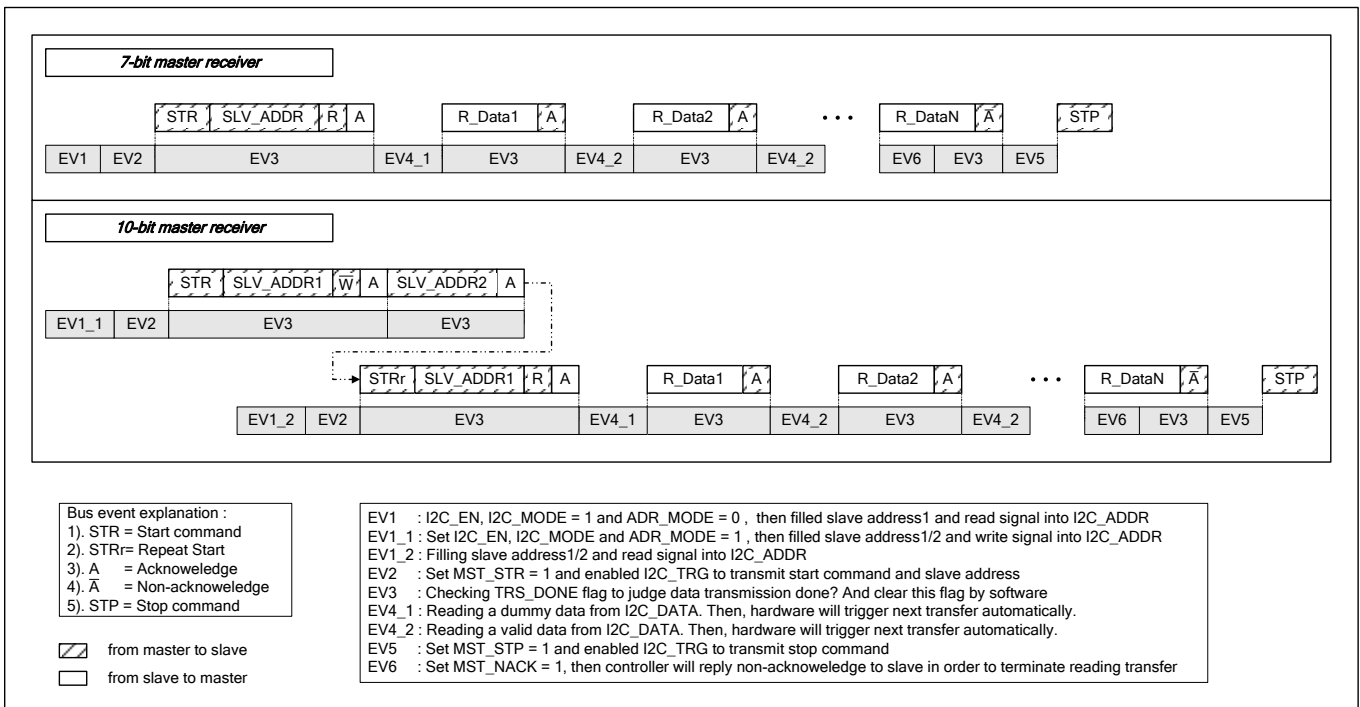 7-bit master receiver
STR SLV_ADDR R A R_Data1 A R_Data2 A • • • R_DataN A̅ STP
EV1 EV2 EV3 EV4_1 EV3 EV4_2 EV3 EV4_2 EV6 EV3 EV5
10-bit master receiver
STR SLV_ADDR1 W̅ A SLV_ADDR2 A
EV1_1 EV2 EV3 EV3
STRr SLV_ADDR1 R A R_Data1 A R_Data2 A • • • R_DataN A̅ STP
EV1_2 EV2 EV3 EV4_1 EV3 EV4_2 EV3 EV4_2 EV6 EV3 EV5
Bus event explanation :
1). STR = Start command
2). STRr= Repeat Start
3). A = Acknoweledge
4). A̅ = Non-acknoweledge
5). STP = Stop command
from master to slave
from slave to master
EV1 : I2C_EN, I2C_MODE = 1 and ADR_MODE = 0 , then filled slave address1 and read signal into I2C_ADDR
EV1_1 : Set I2C_EN, I2C_MODE and ADR_MODE = 1 , then filled slave address1/2 and write signal into I2C_ADDR
EV1_2 : Filling slave address1/2 and read signal into I2C_ADDR
EV2 : Set MST_STR = 1 and enabled I2C_TRG to transmit start command and slave address
EV3 : Checking TRS_DONE flag to judge data transmission done? And clear this flag by software
EV4_1 : Reading a dummy data from I2C_DATA. Then, hardware will trigger next transfer automatically.
EV4_2 : Reading a valid data from I2C_DATA. Then, hardware will trigger next transfer automatically.
EV5 : Set MST_STP = 1 and enabled I2C_TRG to transmit stop command
EV6 : Set MST_NACK = 1, then controller will reply non-acknoweledge to slave in order to terminate reading transfer